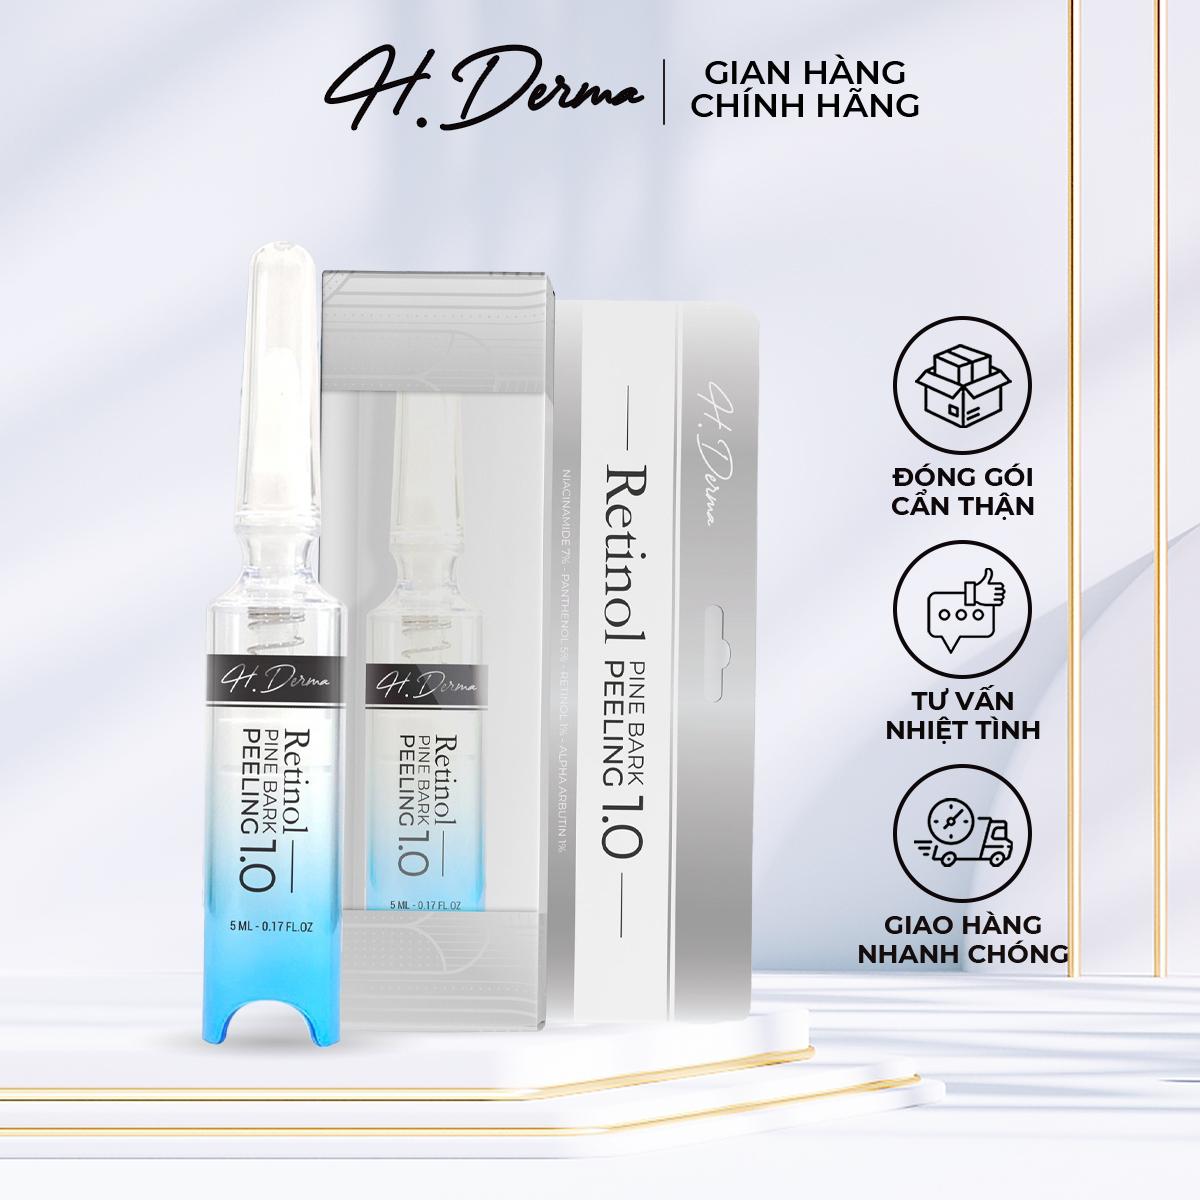 H. Derma
GIAN HÀNG
CHÍNH HÃNG
H. Derma
Retinol
PINE BARK
PEELING 1.0
5 ML - 0.17 FL.OZ
H. Derma
Retinol
PINE BARK
PEELING 1.0
5 ML - 0.17 FL.OZ
NIACINAMIDE 7% - PANTHENOL 5% - RETINOL 1% - ALPHA ARBUTIN 1%
Retinol
PINE BARK
PEELING 1.0
H. Derma
ĐÓNG GÓI
CẨN THẬN
TƯ VẤN
NHIỆT TÌNH
GIAO HÀNG
NHANH CHÓNG